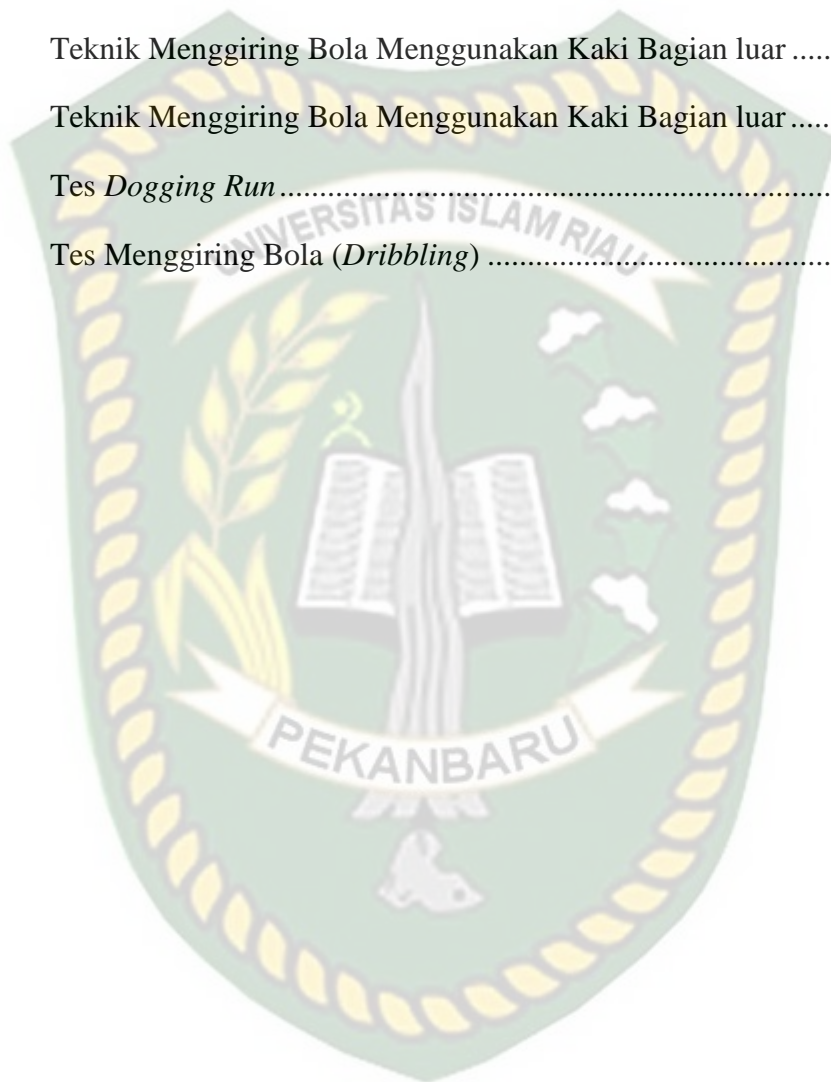 Teknik Menggiring Bola Menggunakan Kaki Bagian luar .....
Teknik Menggiring Bola Menggunakan Kaki Bagian luar .....
Tes Dogging Run ..........................................................................
Tes Menggiring Bola (Dribbling) ..............................................
UNIVERSITAS ISLAM RIAU
PEKANBARU